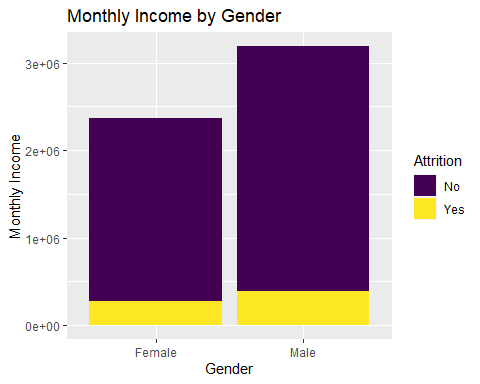 Monthly Income by Gender
3e+06
2e+06
1e+06
0e+00
Monthly Income
Female Male
Gender
Attrition
No
Yes